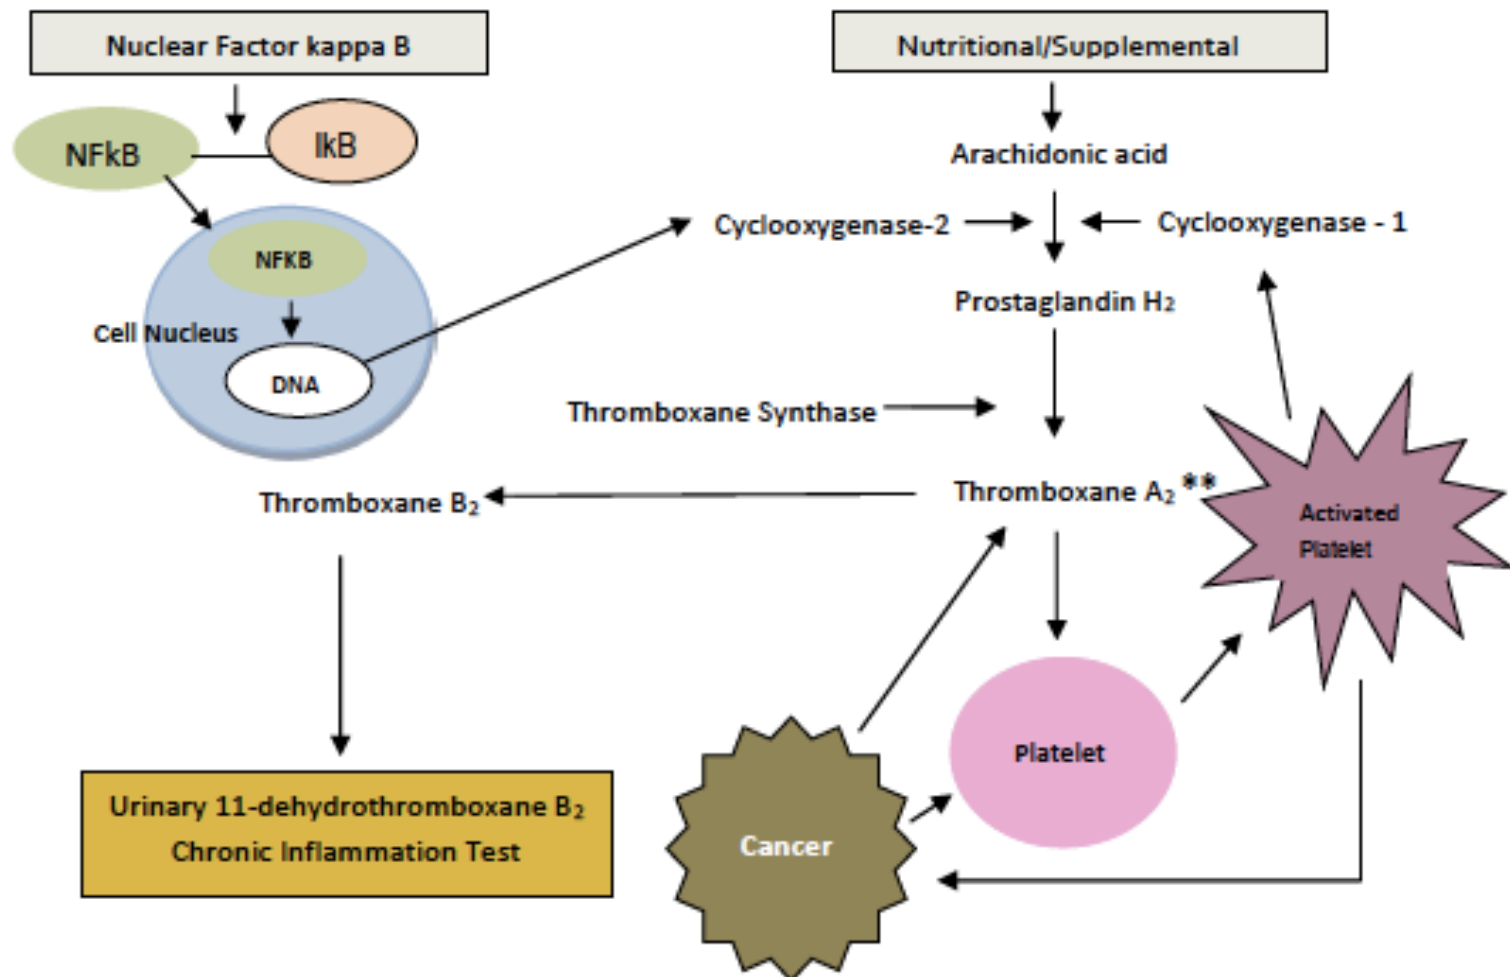 Nuclear Factor kappa B
Nutritional/Supplemental
NFkB
IkB
Arachidonic acid
Cyclooxygenase-2
Cyclooxygenase - 1
NFKB
Prostaglandin H₂
Cell Nucleus
DNA
Thromboxane Synthase
Thromboxane B₂
Thromboxane A₂ **
Activated
Platelet
Platelet
Urinary 11-dehydrothromboxane B₂
Chronic Inflammation Test
Cancer